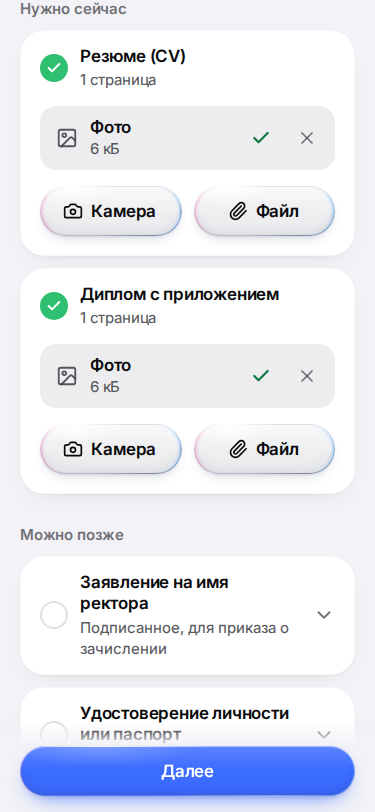 Нужно сейчас
Резюме (CV)
1 страница
Фото
6 кБ
Камера
Файл
Диплом с приложением
1 страница
Фото
6 кБ
Камера
Файл
Можно позже
Заявление на имя
ректора
Подписанное, для приказа о
зачислении
Удостоверение личности
или паспорт
Далее